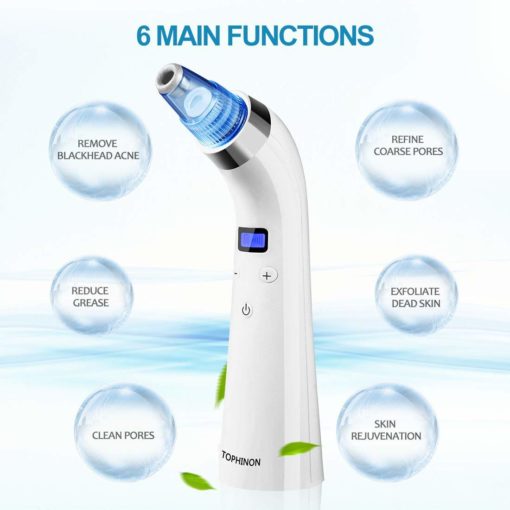 6 MAIN FUNCTIONS
REMOVE
BLACKHEAD ACNE
REFINE
COARSE PORES
REDUCE
GREASE
- +
EXFOLIATE
DEAD SKIN
CLEAN PORES
SKIN
REJUVENATION
TOPHINON